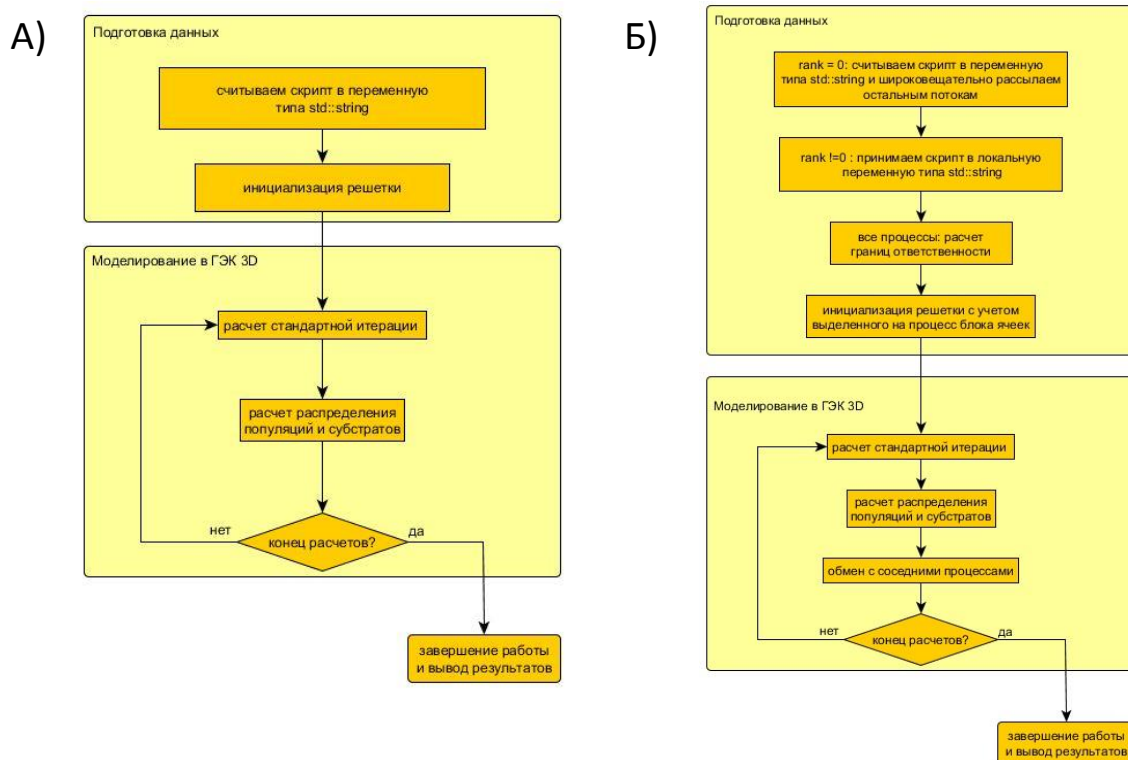 А)
Подготовка данных
считываем скрипт в переменную
типа std::string
инициализация решетки
Моделирование в ГЭК 3D
расчет стандартной итерации
расчет распределения
популяций и субстратов
нет
конец расчетов?
да
завершение работы
и вывод результатов
Б)
Подготовка данных
rank = 0: считываем скрипт в переменную
типа std::string и широковещательно рассылаем
остальным потокам
rank !=0 : принимаем скрипт в локальную
переменную типа std::string
все процессы: расчет
границ ответственности
инициализация решетки с учетом
выделенного на процесс блока ячеек
Моделирование в ГЭК 3D
расчет стандартной итерации
расчет распределения
популяций и субстратов
обмен с соседними процессами
нет
конец расчетов?
да
завершение работы
и вывод результатов